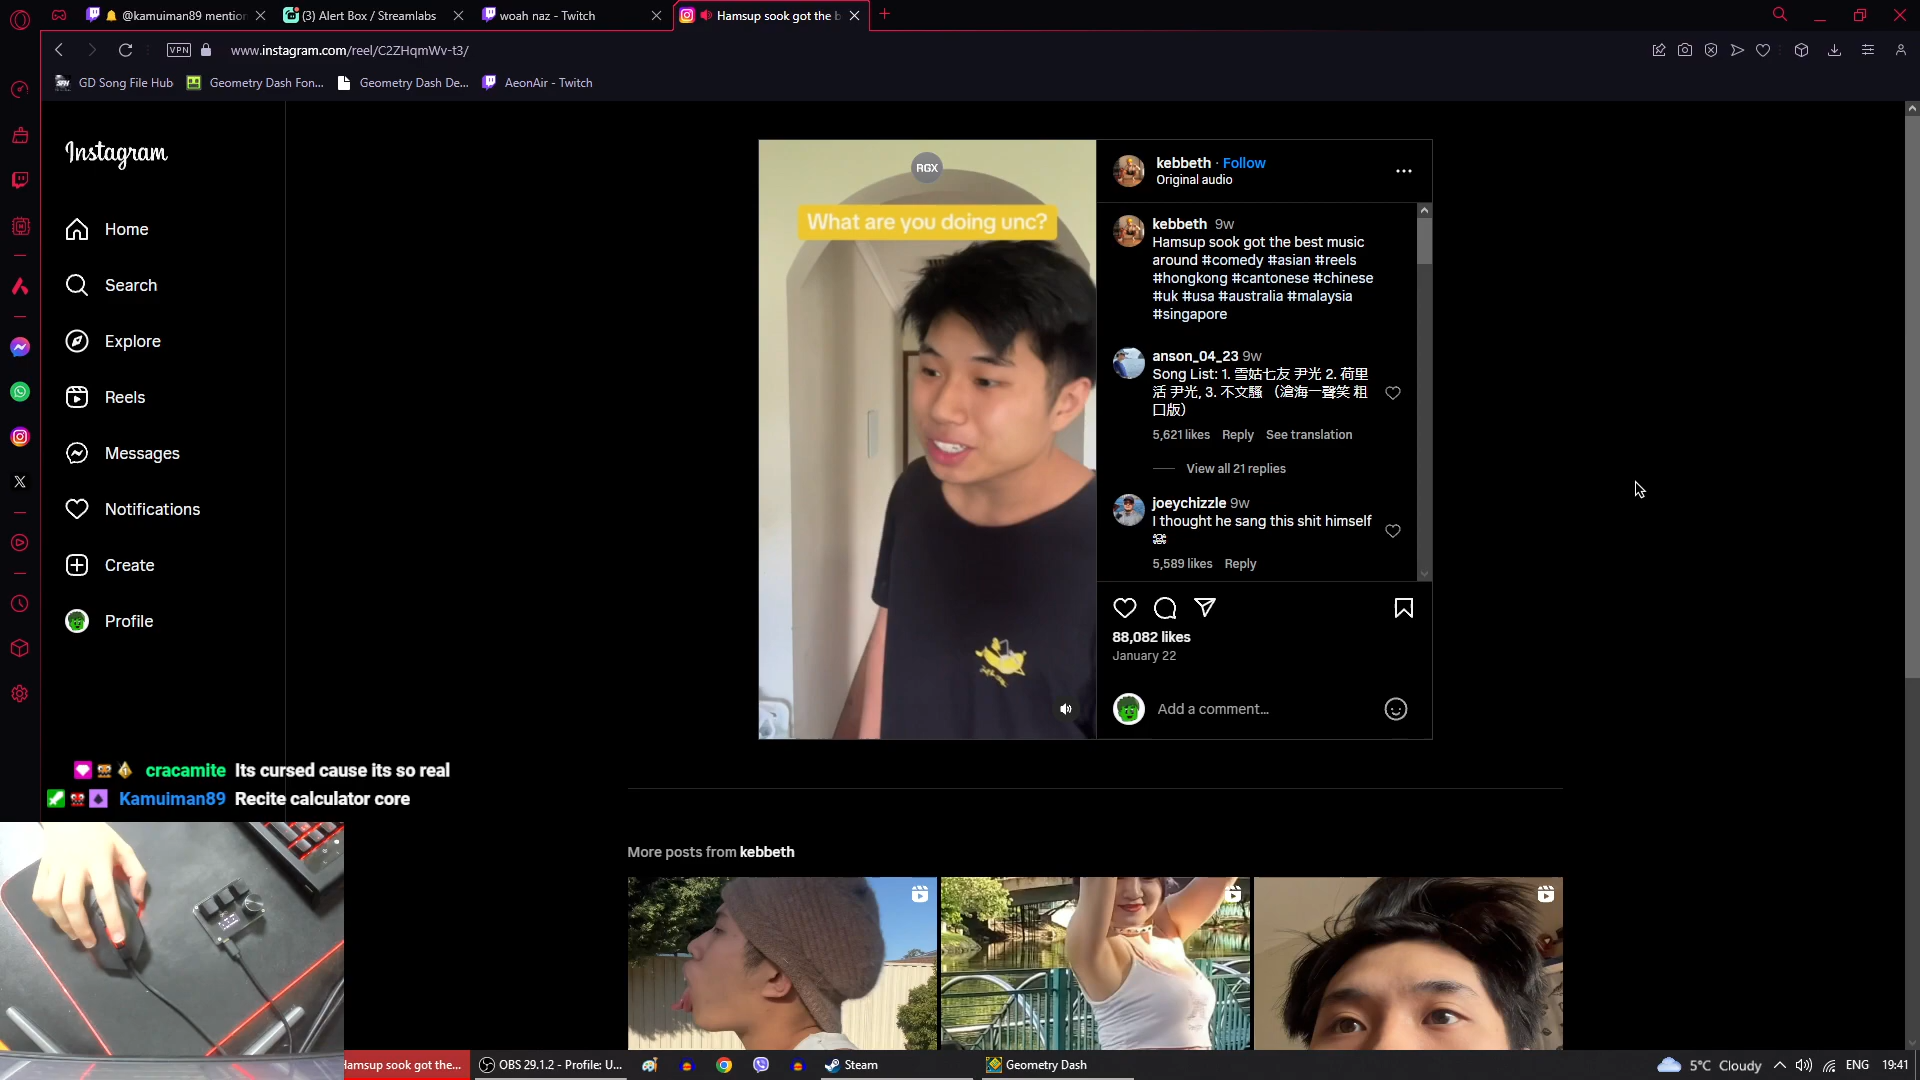 @kamuiman89 mention
(3) Alert Box / Streamlabs
woah naz - Twitch
Hamsup sook got the b
VPN
www.instagram.com/reel/C2ZHqmWv-t3/
GD Song File Hub
Geometry Dash Fon...
Geometry Dash De...
AeonAir - Twitch
Instagram
Home
Search
Explore
Reels
Messages
Notifications
Create
Profile
RGX
What are you doing unc?
kebbeth · Follow
Original audio
kebbeth 9w
Hamsup sook got the best music
around #comedy #asian #reels
#hongkong #cantonese #chinese
#uk #usa #australia #malaysia
#singapore
anson_04_23 9w
Song List: 1. 雪姑七友 尹光 2. 荷里
活 尹光, 3. 不文騷 （滄海一聲笑 粗
口版）
5,621 likes Reply See translation
View all 21 replies
joeychizzle 9w
I thought he sang this shit himself
5,589 likes Reply
88,082 likes
January 22
Add a comment...
cracamite Its cursed cause its so real
Kamuiman89 Recite calculator core
More posts from kebbeth
Hamsup sook got the...
OBS 29.1.2 - Profile: U...
Steam
Geometry Dash
5°C Cloudy
ENG
19:41